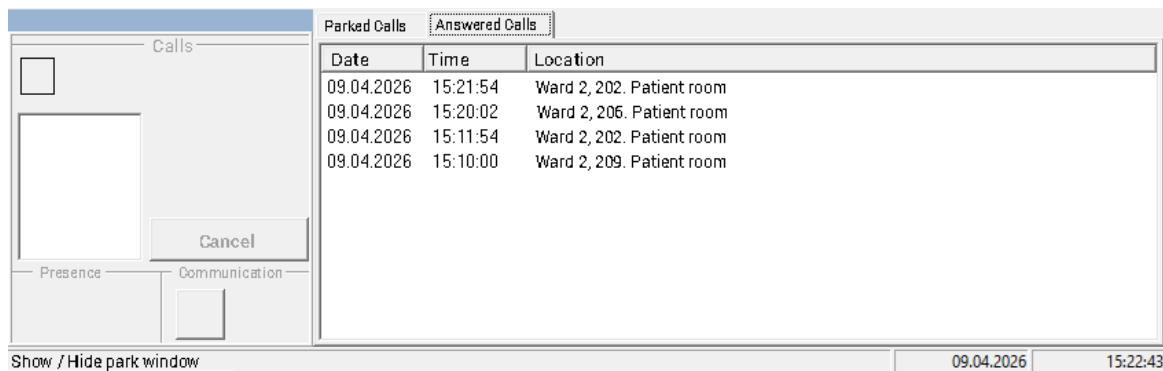 Parked Calls Answered Calls
Calls
Date Time Location
09.04.2026 15:21:54 Ward 2, 202. Patient room
09.04.2026 15:20:02 Ward 2, 206. Patient room
09.04.2026 15:11:54 Ward 2, 202. Patient room
09.04.2026 15:10:00 Ward 2, 209. Patient room
Cancel
Presence Communication
Show / Hide park window 09.04.2026 15:22:43